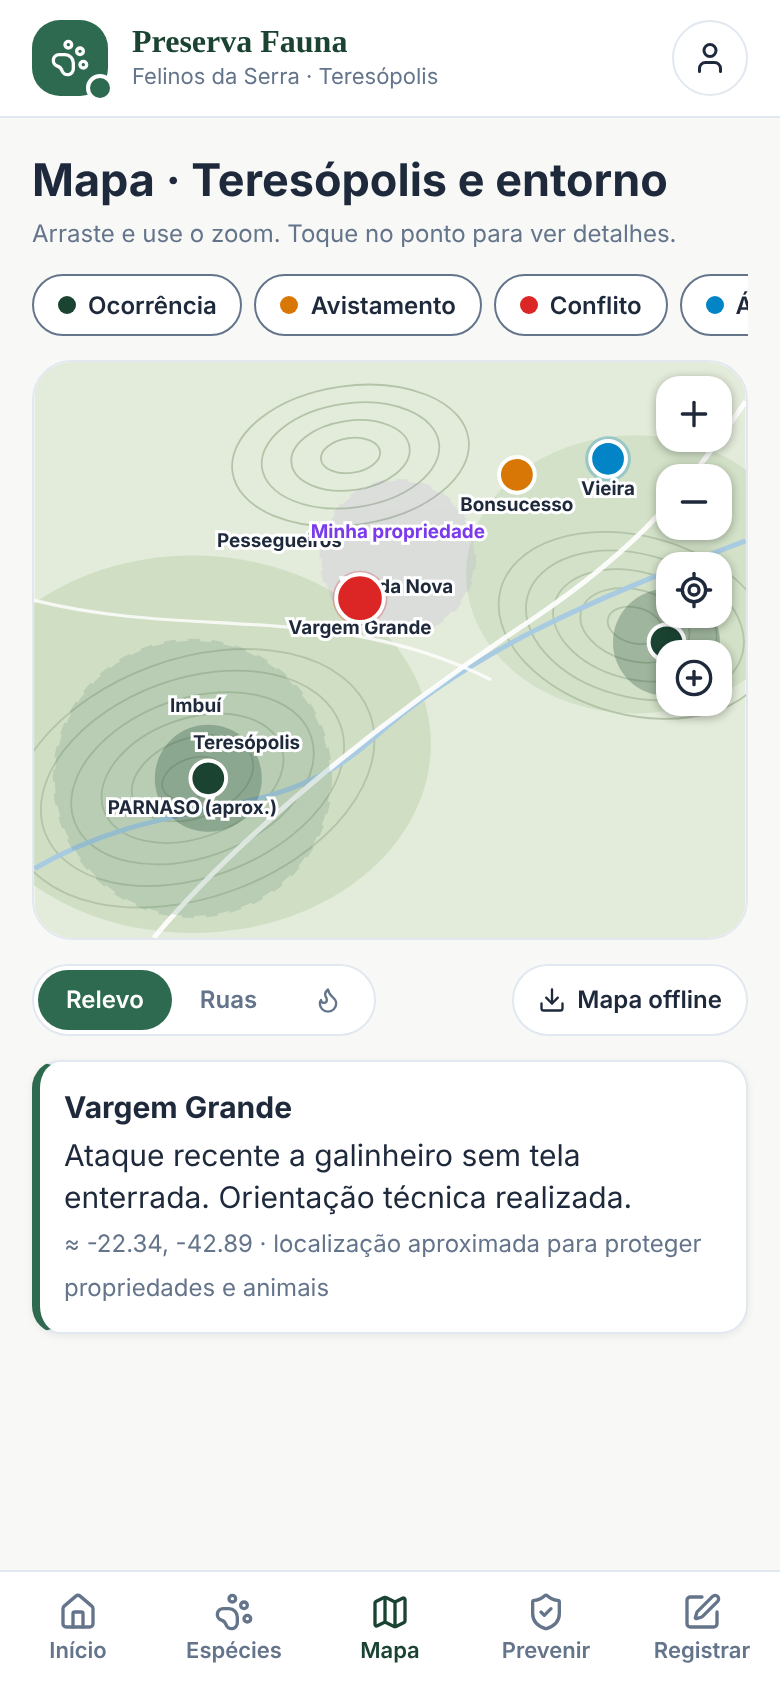 Preserva Fauna
Felinos da Serra · Teresópolis
Mapa · Teresópolis e entorno
Arraste e use o zoom. Toque no ponto para ver detalhes.
Ocorrência
Avistamento
Conflito
Vieira
Bonsucesso
Minha propriedade
Pessegueiros
da Nova
Vargem Grande
Imbuí
Teresópolis
PARNASO (aprox.)
Relevo
Ruas
Mapa offline
Vargem Grande
Ataque recente a galinheiro sem tela
enterrada. Orientação técnica realizada.
≈ -22.34, -42.89 · localização aproximada para proteger
propriedades e animais
Início
Espécies
Mapa
Prevenir
Registrar